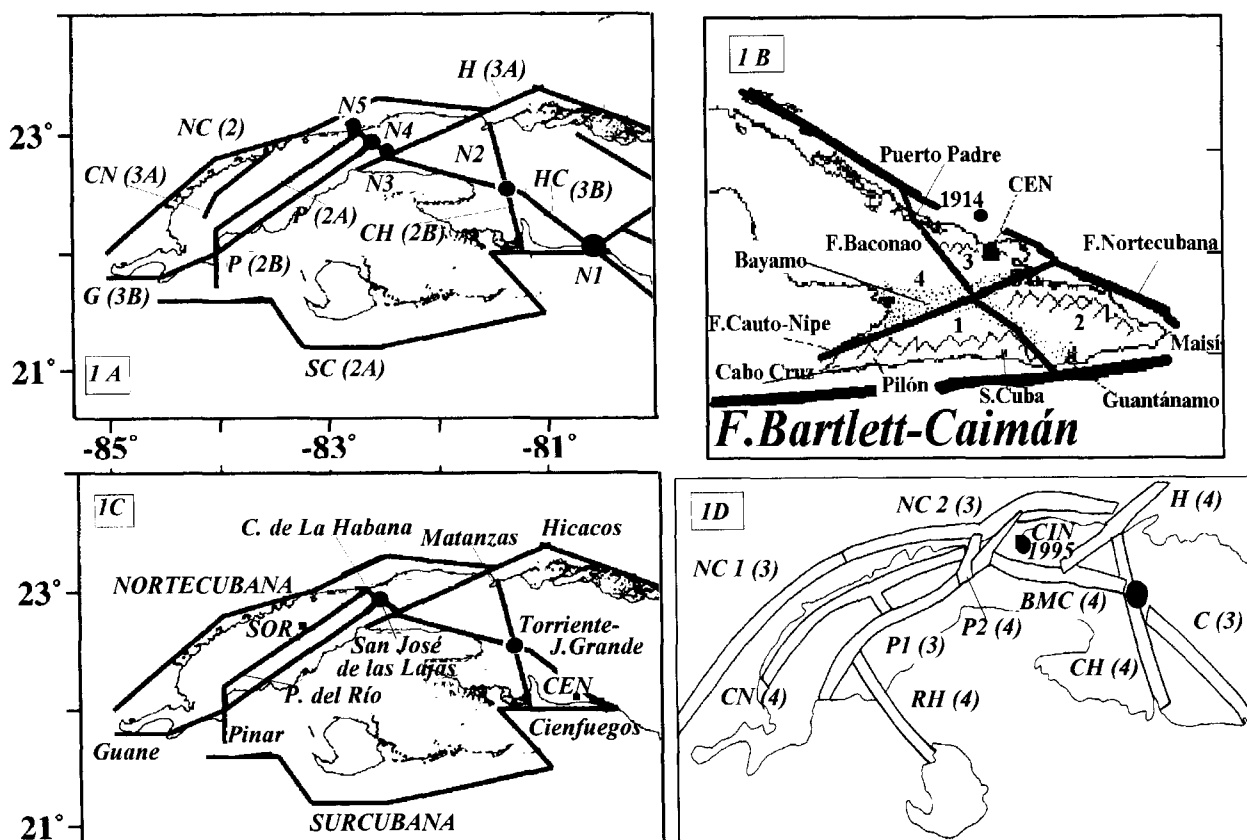 1A
H (3A)
N5
NC (2)
N4
23°
N2
CN (3A)
N3
HC
(3B)
P (2A)
CH (2B)
P (2B)
N1
G (3B)
SC (2A)
21°
-85°
-83°
-81°
1 B
Puerto Padre
CEN
1914
F.Baconao
F.Nortecubana
Bayamo
3
4
F.Cauto-Nipe
1
2
Maisí
Cabo Cruz
Pilón
S.Cuba
Guantánamo
F.Bartlett-Caimán
1C
C. de La Habana
Matanzas
Hicacos
NORTECUBANA
23°
SOR
San José
de las Lajas
Torriente-
J.Grande
P. del Río
CEN
Guane
Pinar
Cienfuegos
SURCUBANA
21°
1D
NC 2 (3)
H (4)
CIN
1995
NC 1 (3)
BMC (4)
C (3)
P2 (4)
P1 (3)
CH (4)
CN (4)
RH (4)